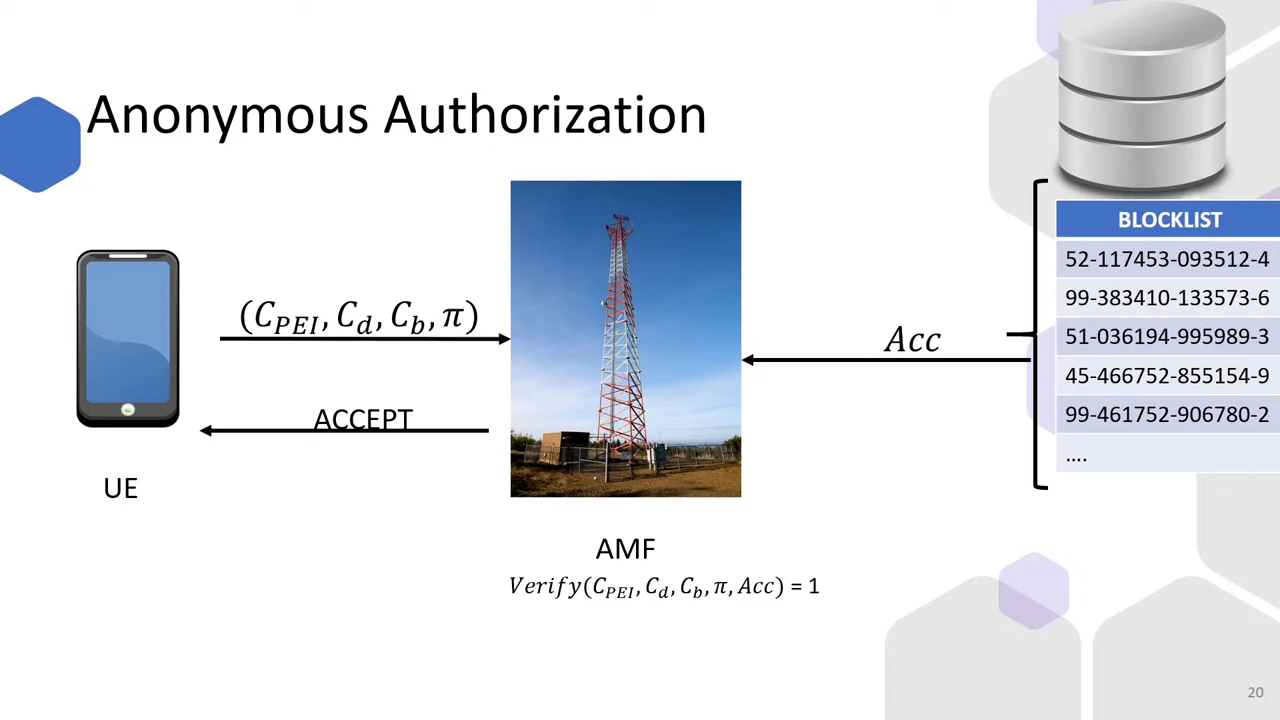 Anonymous Authorization
BLOCKLIST
52-117453-093512-4
99-383410-133573-6
51-036194-995989-3
45-466752-855154-9
99-461752-906780-2
....
(C_PEI, C_d, C_b, π)
Acc
ACCEPT
UE
AMF
Verify(C_PEI, C_d, C_b, π, Acc) = 1
20